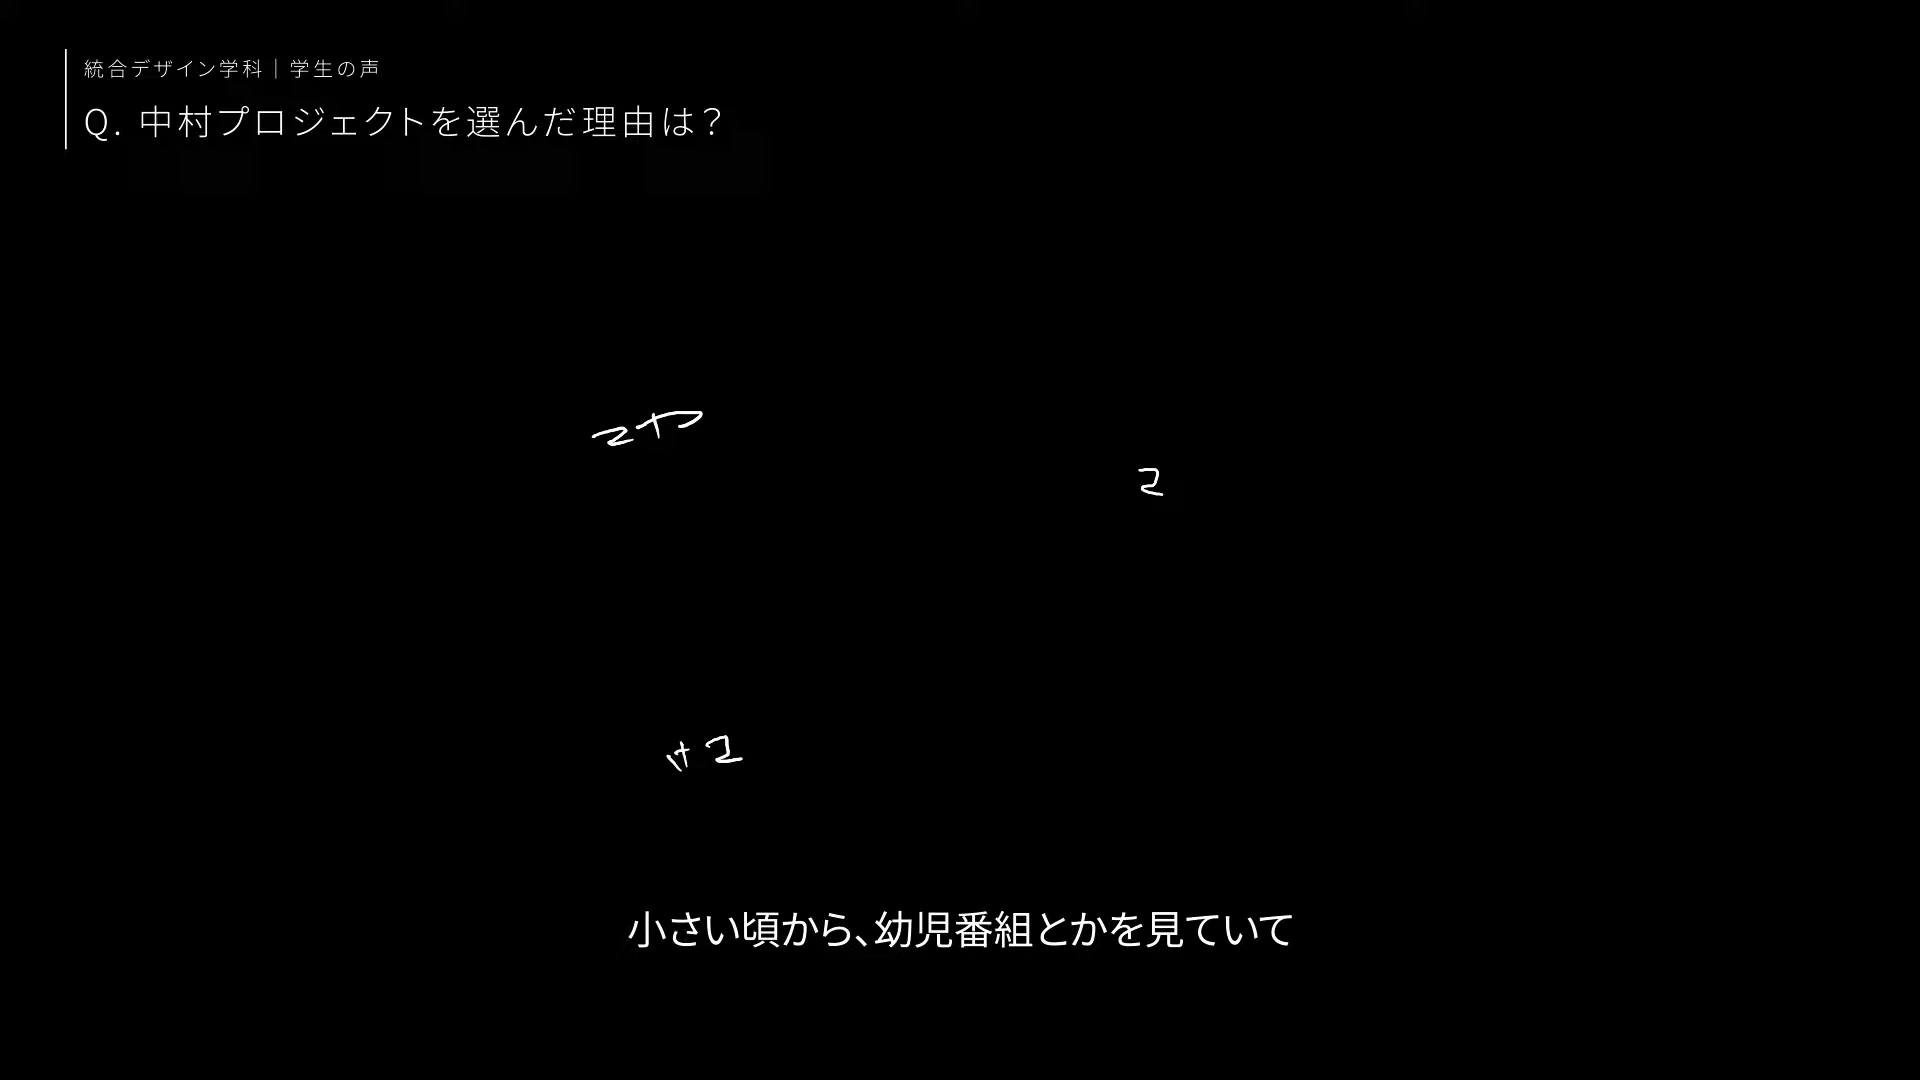 統合デザイン学科｜学生の声
Q. 中村プロジェクトを選んだ理由は？
小さい頃から、幼児番組とかを見ていて